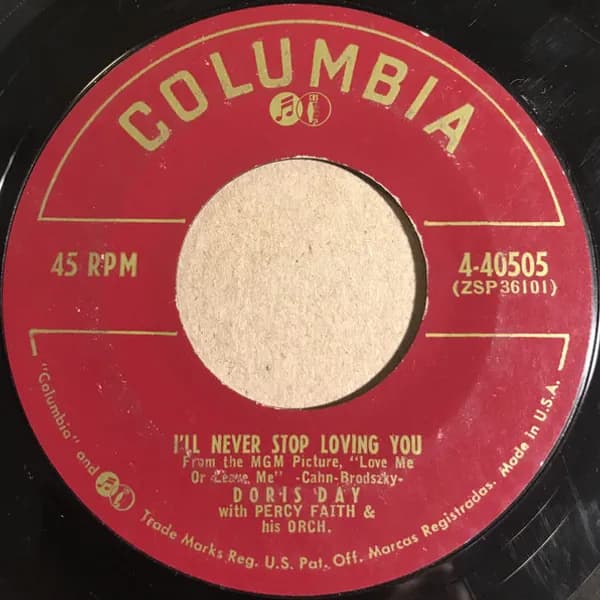 COLUMBIA
45 RPM
4-40505
(ZSP 36101)
I'LL NEVER STOP LOVING YOU
From the MGM Picture, "Love Me
Or Leave Me" -Cahn-Brodszky-
DORIS DAY
with PERCY FAITH &
his ORCH.
"Columbia" and Trade Marks Reg. U.S. Pat. Off. Marcas Registradas. Made in U.S.A.